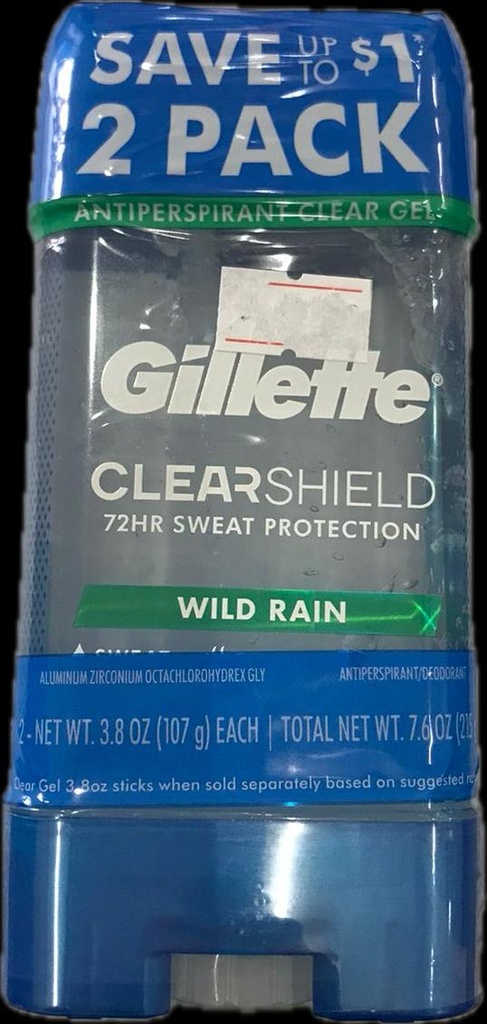 SAVE UP TO $1*
2 PACK
ANTIPERSPIRANT CLEAR GEL
Gillette®
CLEARSHIELD
72HR SWEAT PROTECTION
WILD RAIN
SWEAT
ALUMINUM ZIRCONIUM OCTACHLOROHYDREX GLY ANTIPERSPIRANT/DEODORANT
2 - NET WT. 3.8 OZ (107 g) EACH | TOTAL NET WT. 7.6 OZ (215
Clear Gel 3.8oz sticks when sold separately based on suggested